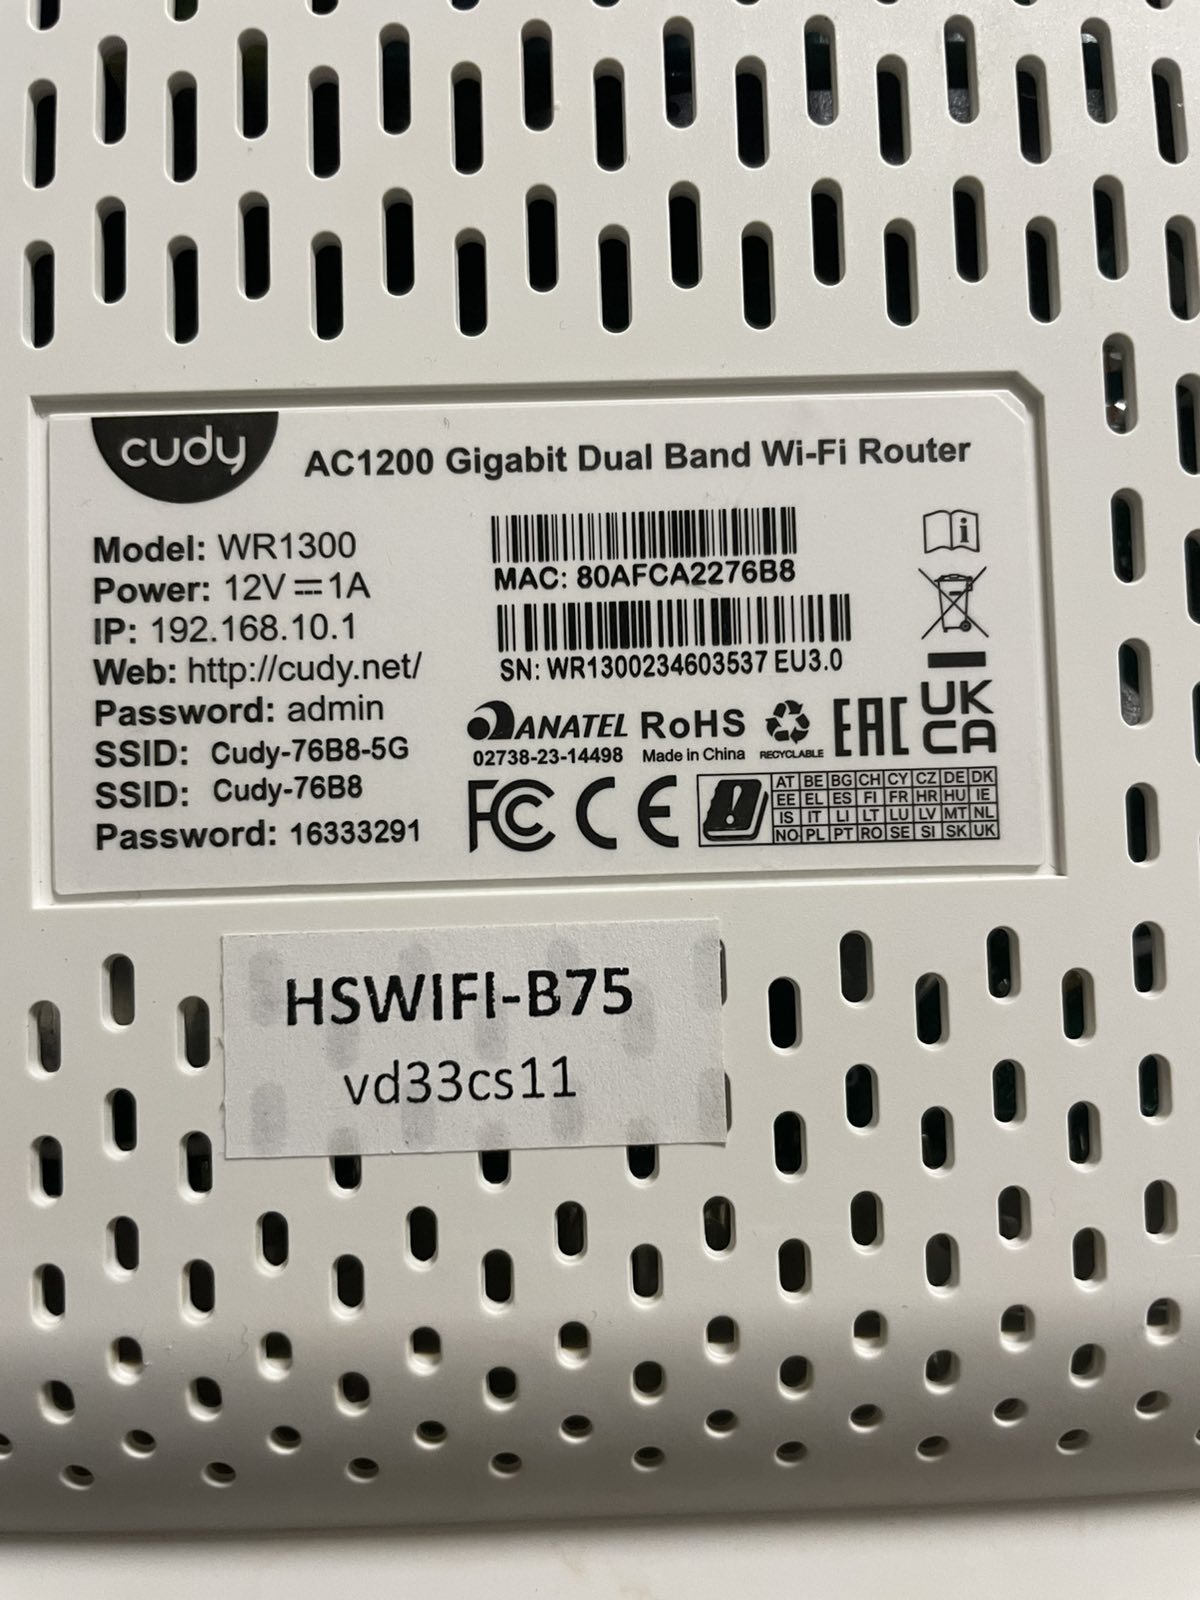 cudy
AC1200 Gigabit Dual Band Wi-Fi Router
Model: WR1300
Power: 12V⎓1A
IP: 192.168.10.1
Web: http://cudy.net/
Password: admin
SSID: Cudy-76B8-5G
SSID: Cudy-76B8
Password: 16333291
MAC: 80AFCA2276B8
SN: WR1300234603537 EU3.0
ANATEL
02738-23-14498
RoHS
Made in China
RECYCLABLE
EAC
UK
CA
FC CE
AT BE BG CH CY CZ DE DK
EE EL ES FI FR HR HU IE
IS IT LI LT LU LV MT NL
NO PL PT RO SE SI SK UK
HSWIFI-B75
vd33cs11